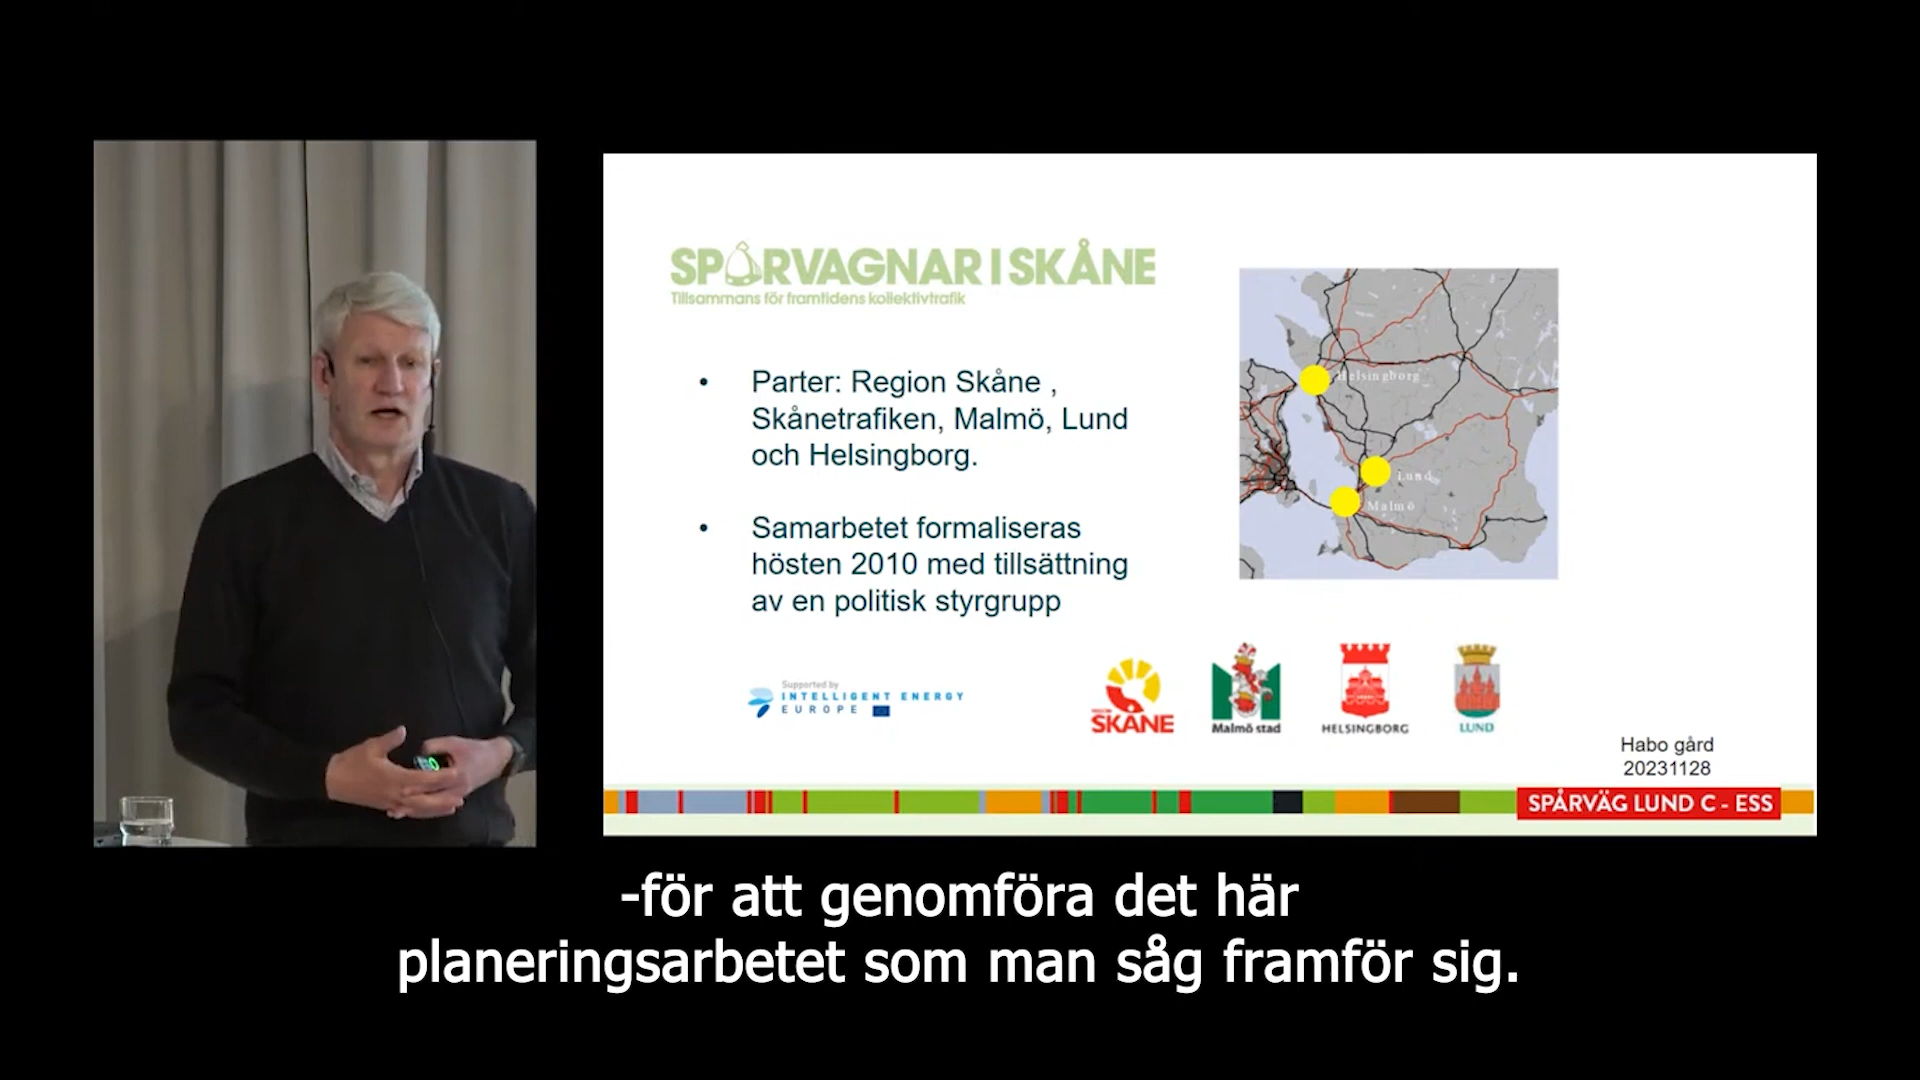 SPÅRVAGNAR I SKÅNE
Tillsammans för framtidens kollektivtrafik
• Parter: Region Skåne ,
Skånetrafiken, Malmö, Lund
och Helsingborg.
• Samarbetet formaliseras
hösten 2010 med tillsättning
av en politisk styrgrupp
Helsingborg
Lund
Malmö
Supported by
INTELLIGENT ENERGY
EUROPE
SKÅNE
Malmö stad
HELSINGBORG
LUND
Habo gård
20231128
SPÅRVÄG LUND C - ESS
-för att genomföra det här
planeringsarbetet som man såg framför sig.